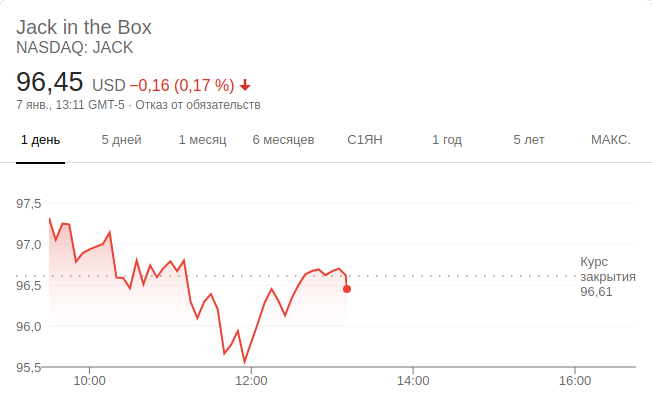 Jack in the Box
NASDAQ: JACK
96,45 USD −0,16 (0,17 %)
7 янв., 13:11 GMT-5 · Отказ от обязательств
1 день 5 дней 1 месяц 6 месяцев С1ЯН 1 год 5 лет МАКС.
97,5
97,0
96,5
96,0
95,5
Курс
закрытия
96,61
10:00 12:00 14:00 16:00